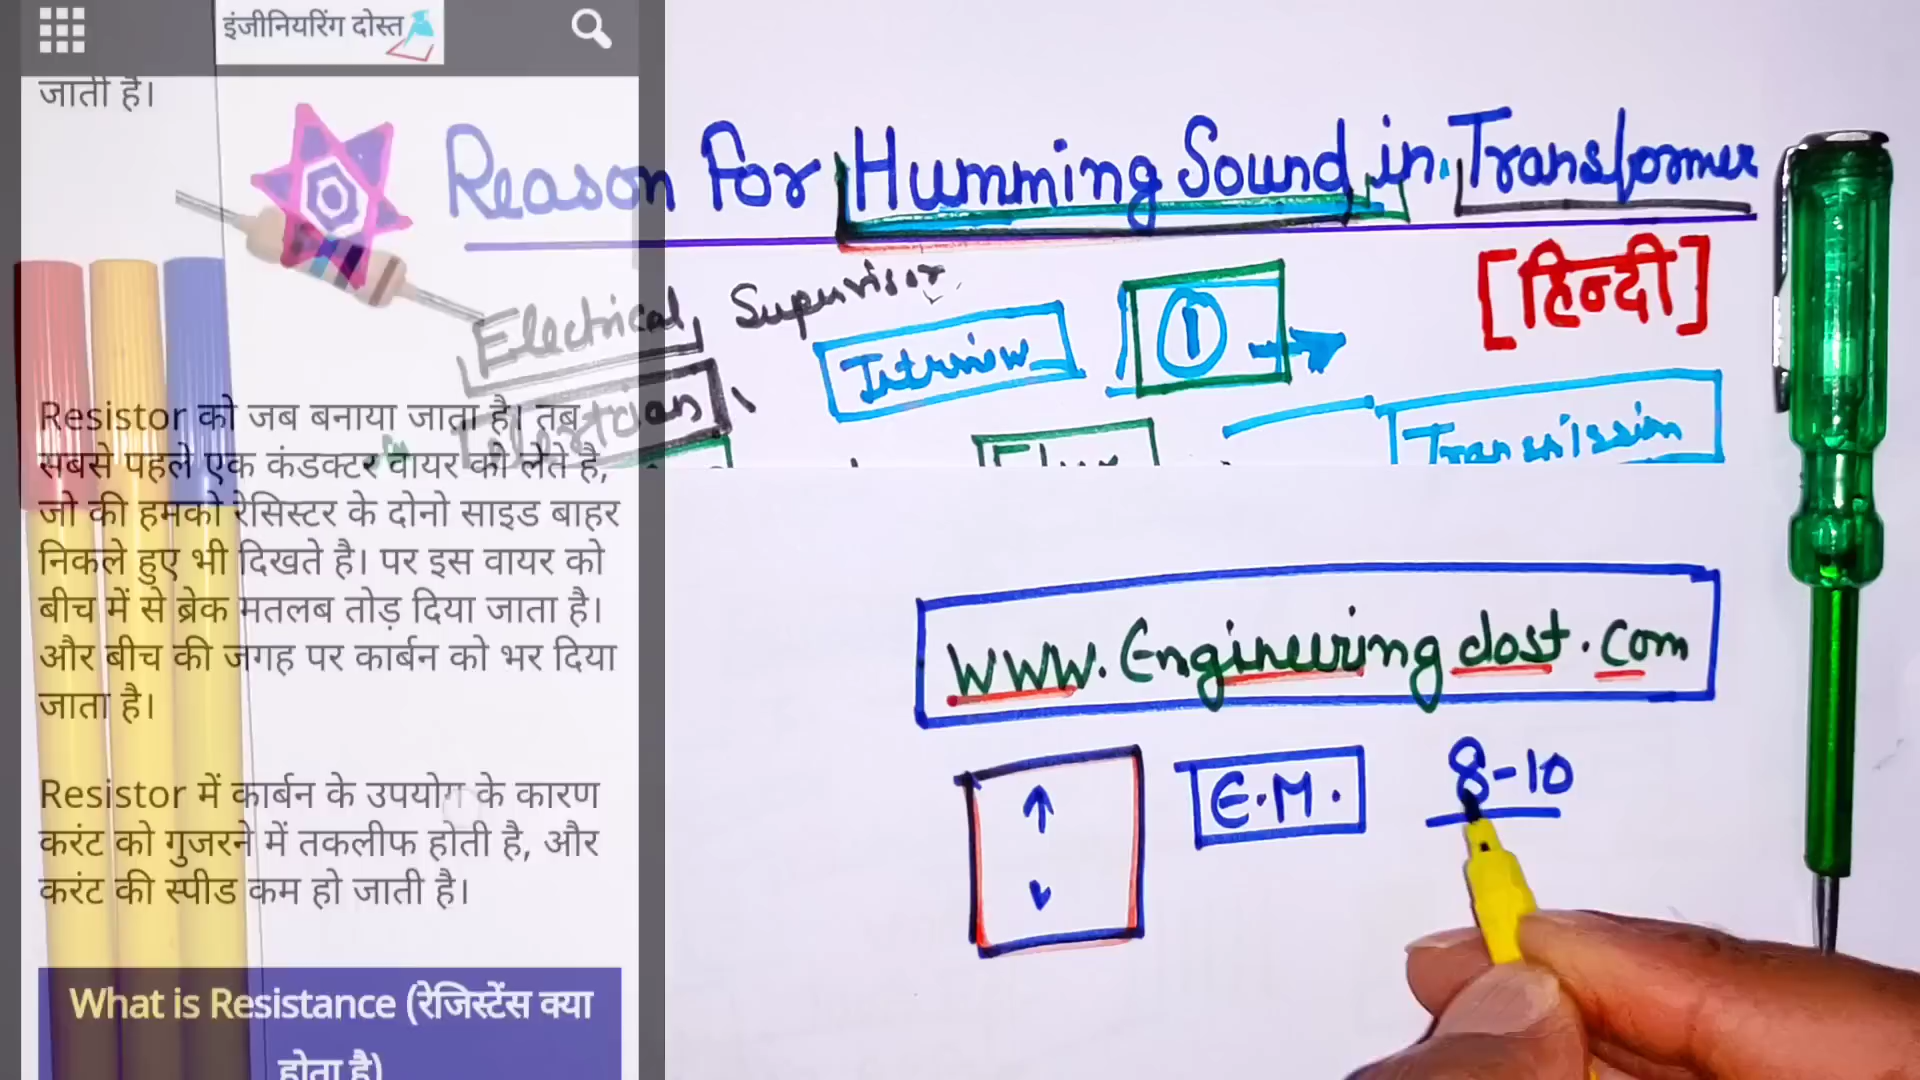 इंजीनियरिंग दोस्त
जाती है।
Reason For Humming Sound in Transformer
[हिन्दी]
Electrical Supervisor
Interview
1
Transmission
Resistor को जब बनाया जाता है। तब
सबसे पहले एक कंडक्टर वायर को लेते है,
जो की हमको रेसिस्टर के दोनो साइड बाहर
निकले हुए भी दिखते है। पर इस वायर को
बीच में से ब्रेक मतलब तोड़ दिया जाता है।
और बीच की जगह पर कार्बन को भर दिया
जाता है।
Resistor में कार्बन के उपयोग के कारण
करंट को गुजरने में तकलीफ होती है, और
करंट की स्पीड कम हो जाती है।
What is Resistance (रेजिस्टेंस क्या
होता है)
www.Engineering dost.com
E.M.
8-10